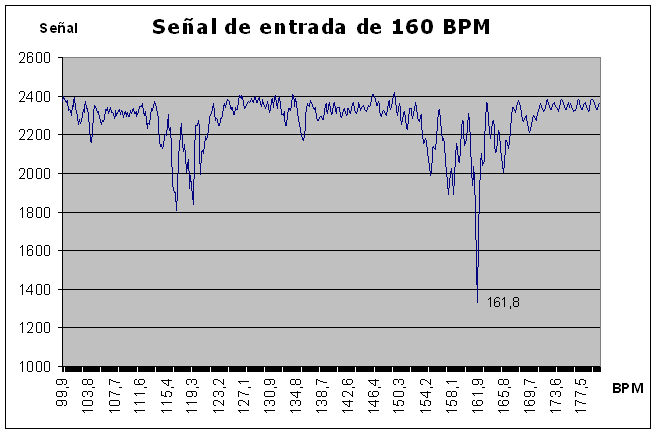 Señal
Señal de entrada de 160 BPM
2600
2400
2200
2000
1800
1600
1400
1200
1000
161,8
99,9 103,8 107,7 111,6 115,4 119,3 123,2 127,1 130,9 134,8 138,7 142,6 146,4 150,3 154,2 158,1 161,9 165,8 169,7 173,6 177,5
BPM